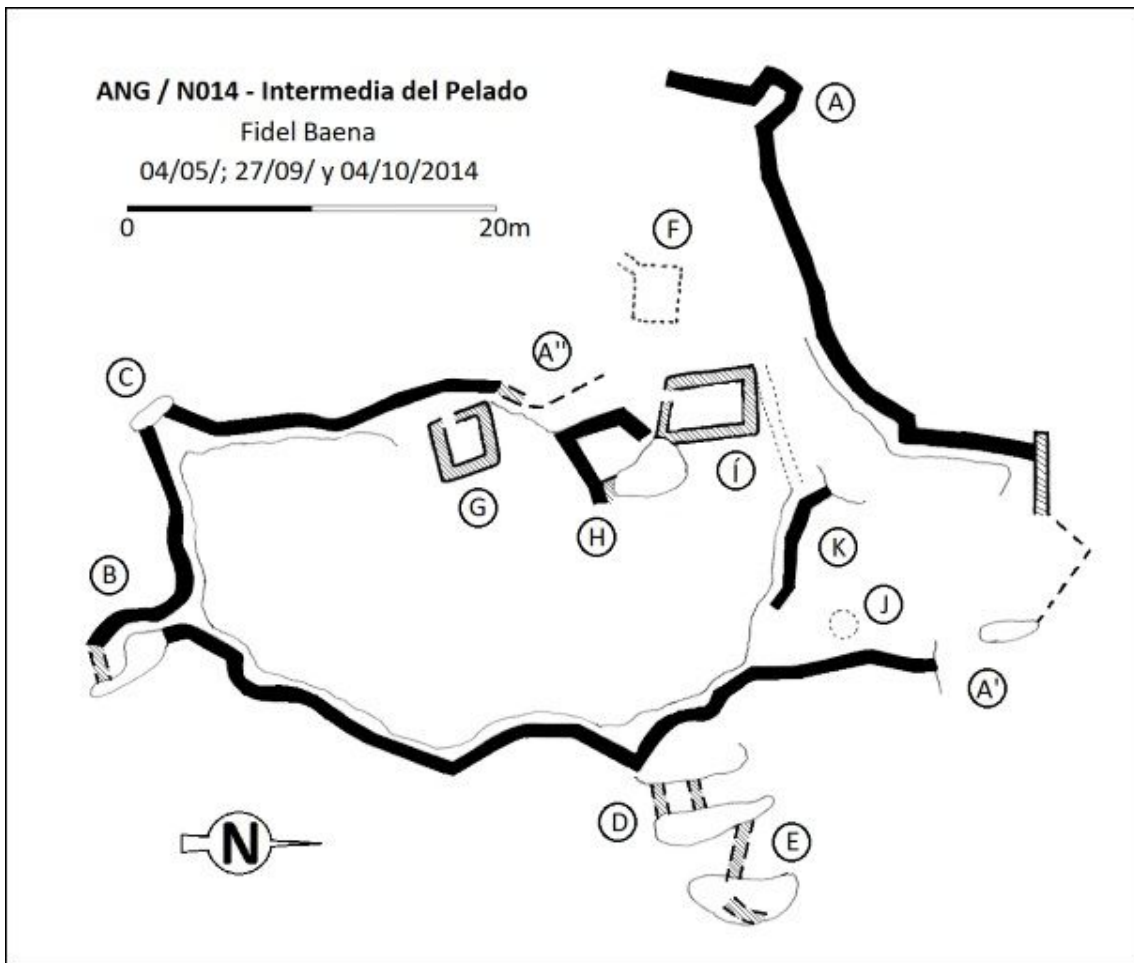 ANG / N014 - Intermedia del Pelado
Fidel Baena
04/05/; 27/09/ y 04/10/2014
0 20m
A
F
A''
C
Í
G
H
K
B
J
A'
D
E
N